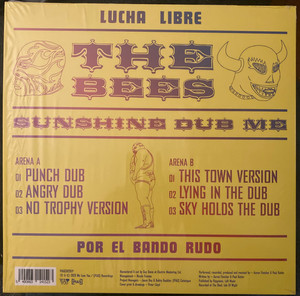 LUCHA LIBRE
THE
BEES
SUNSHINE DUB ME
ARENA A
01 PUNCH DUB
02 ANGRY DUB
03 NO TROPHY VERSION
ARENA B
01 THIS TOWN VERSION
02 LYING IN THE DUB
03 SKY HOLDS THE DUB
POR EL BANDO RUDO